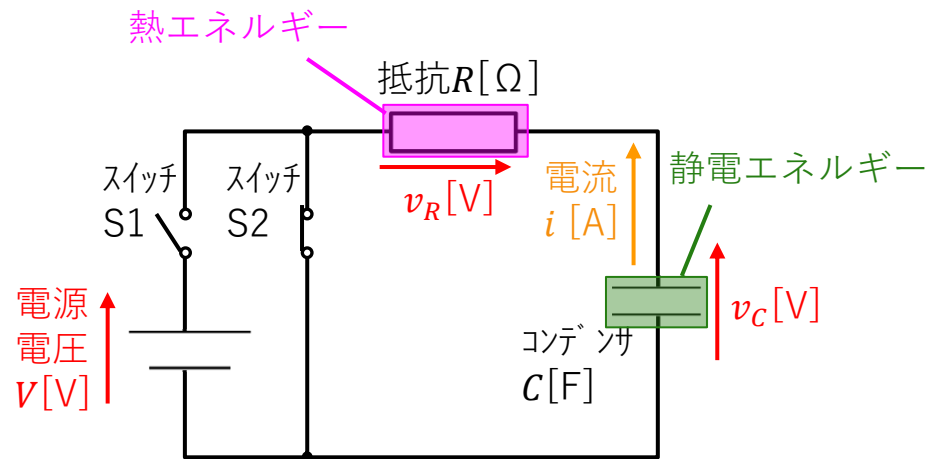 熱エネルギー
抵抗R[Ω]
v_R[V]
スイッチ
S1
スイッチ
S2
電流
i [A]
静電エネルギー
電源
電圧
V[V]
v_C[V]
コンデンサ
C[F]